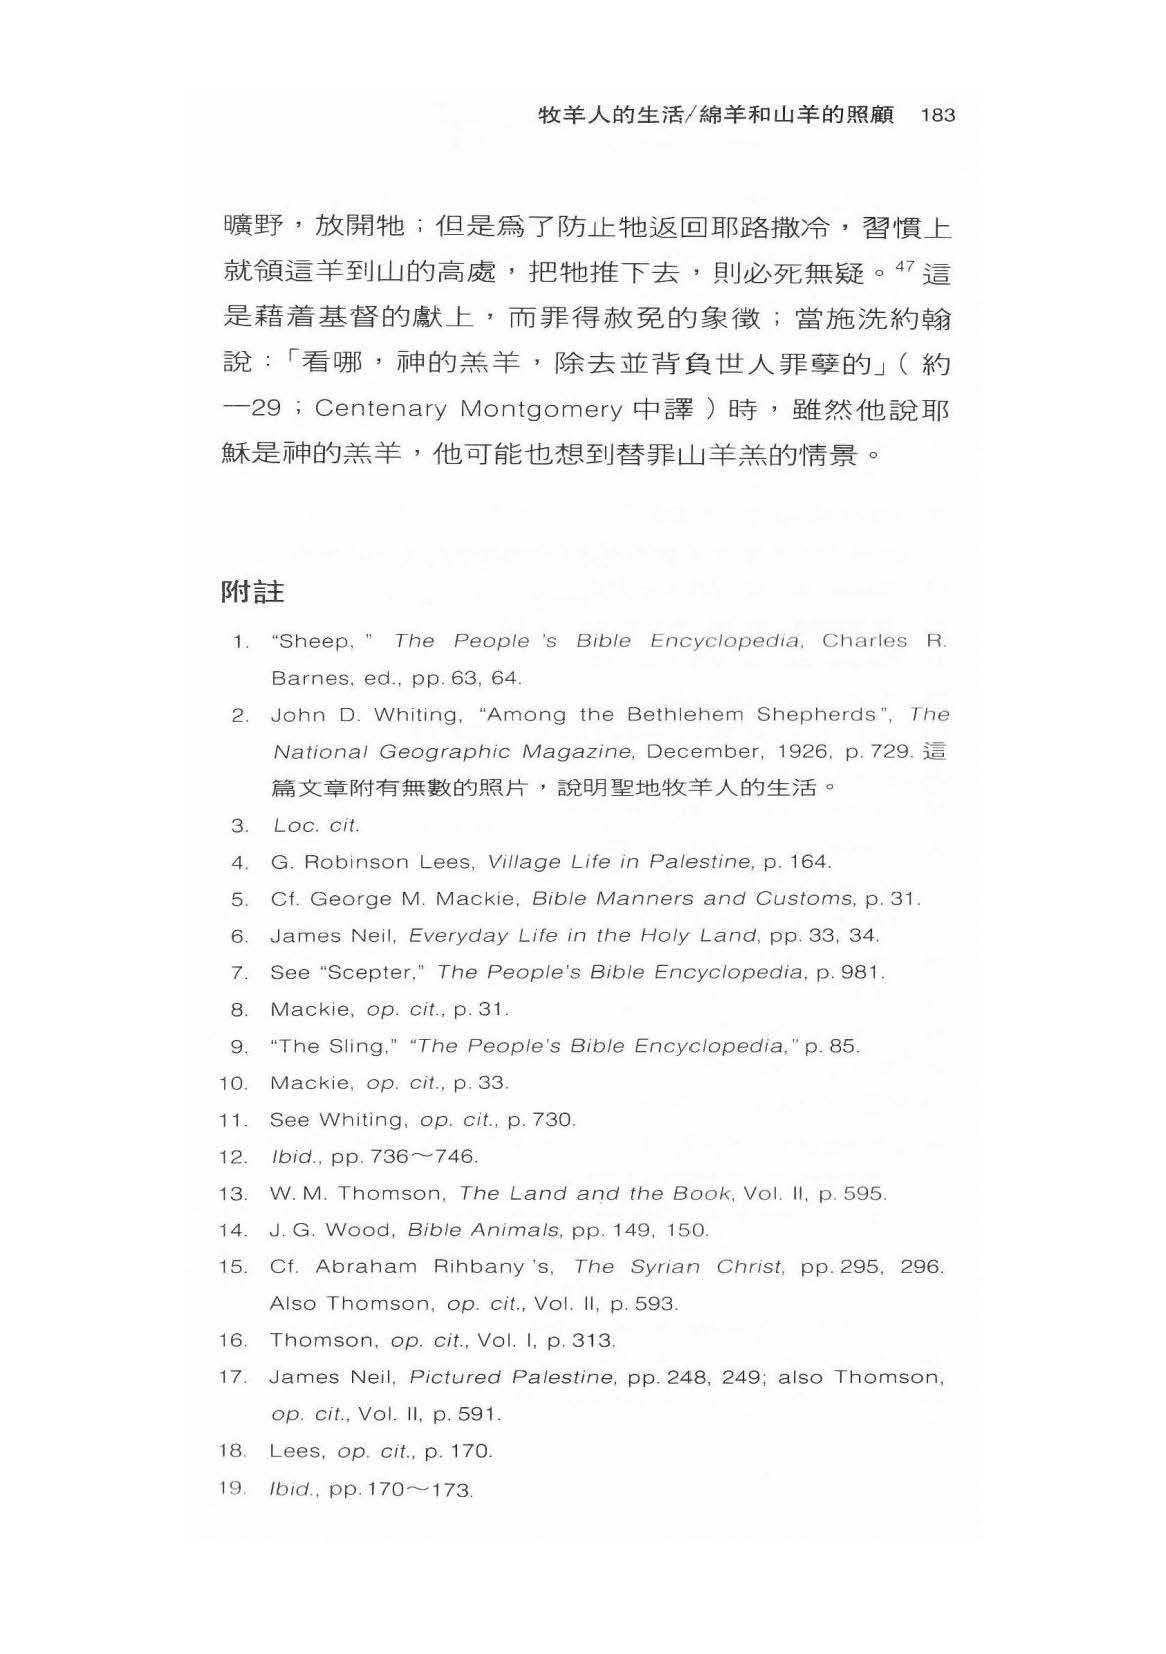 牧羊人的生活/綿羊和山羊的照顧 183
曠野，放開牠；但是爲了防止牠返回耶路撒冷，習慣上
就領這羊到山的高處，把牠推下去，則必死無疑。47 這
是藉着基督的獻上，而罪得赦免的象徵；當施洗約翰
說：「看哪，神的羔羊，除去並背負世人罪孽的」（約
一29；Centenary Montgomery 中譯）時，雖然他說耶
穌是神的羔羊，他可能也想到替罪山羊羔的情景。
附註
1. “Sheep, ” The People 's Bible Encyclopedia, Charles R.
Barnes, ed., pp. 63, 64.
2. John D. Whiting, “Among the Bethlehem Shepherds”, The
National Geographic Magazine, December, 1926, p. 729. 這
篇文章附有無數的照片，說明聖地牧羊人的生活。
3. Loc. cit.
4. G. Robinson Lees, Village Life in Palestine, p. 164.
5. Cf. George M. Mackie, Bible Manners and Customs, p. 31.
6. James Neil, Everyday Life in the Holy Land, pp. 33, 34.
7. See “Scepter,” The People's Bible Encyclopedia, p. 981.
8. Mackie, op. cit., p. 31.
9. “The Sling,” “The People's Bible Encyclopedia,” p. 85.
10. Mackie, op. cit., p. 33.
11. See Whiting, op. cit., p. 730.
12. Ibid., pp. 736～746.
13. W. M. Thomson, The Land and the Book, Vol. II, p. 595.
14. J. G. Wood, Bible Animals, pp. 149, 150.
15. Cf. Abraham Rihbany 's, The Syrian Christ, pp. 295, 296.
Also Thomson, op. cit., Vol. II, p. 593.
16. Thomson, op. cit., Vol. I, p. 313.
17. James Neil, Pictured Palestine, pp. 248, 249; also Thomson,
op. cit., Vol. II, p. 591.
18. Lees, op. cit., p. 170.
19. Ibid., pp. 170～173.